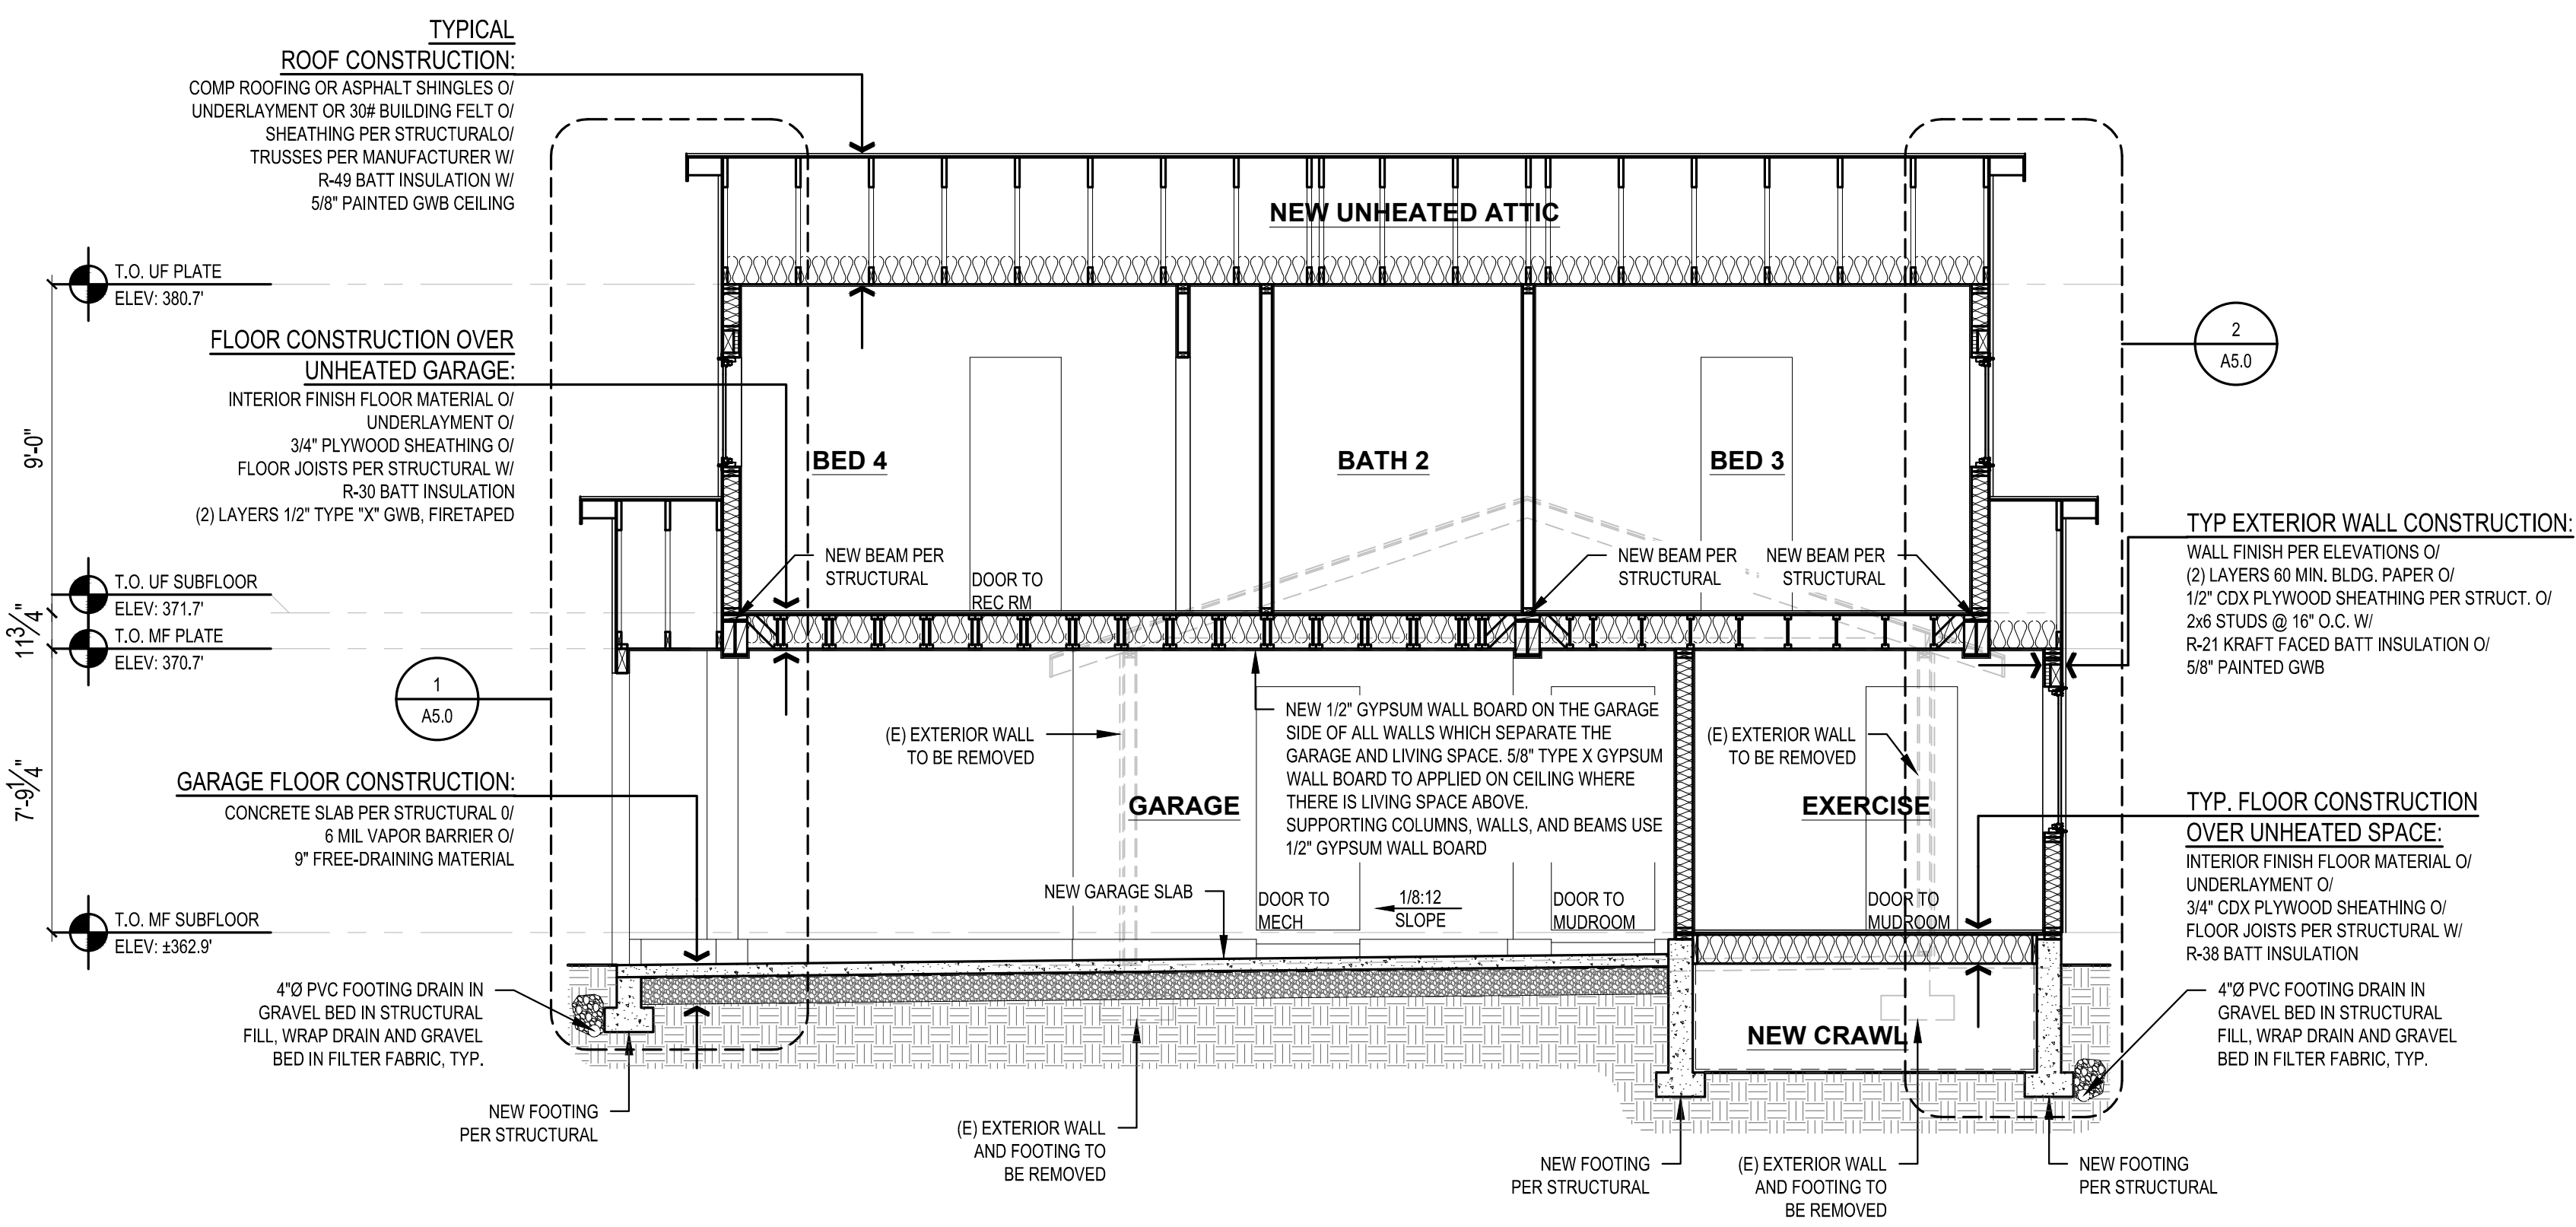 TYPICAL
ROOF CONSTRUCTION:
COMP ROOFING OR ASPHALT SHINGLES O/
UNDERLAYMENT OR 30# BUILDING FELT O/
SHEATHING PER STRUCTURALO/
TRUSSES PER MANUFACTURER W/
R-49 BATT INSULATION W/
5/8" PAINTED GWB CEILING
NEW UNHEATED ATTIC
T.O. UF PLATE
ELEV: 380.7'
FLOOR CONSTRUCTION OVER
UNHEATED GARAGE:
INTERIOR FINISH FLOOR MATERIAL O/
UNDERLAYMENT O/
3/4" PLYWOOD SHEATHING O/
FLOOR JOISTS PER STRUCTURAL W/
R-30 BATT INSULATION
(2) LAYERS 1/2" TYPE "X" GWB, FIRETAPED
9'-0"
2
A5.0
BED 4
BATH 2
BED 3
TYP EXTERIOR WALL CONSTRUCTION:
WALL FINISH PER ELEVATIONS O/
(2) LAYERS 60 MIN. BLDG. PAPER O/
1/2" CDX PLYWOOD SHEATHING PER STRUCT. O/
2x6 STUDS @ 16" O.C. W/
R-21 KRAFT FACED BATT INSULATION O/
5/8" PAINTED GWB
NEW BEAM PER
STRUCTURAL
DOOR TO
REC RM
NEW BEAM PER
STRUCTURAL
NEW BEAM PER
STRUCTURAL
T.O. UF SUBFLOOR
ELEV: 371.7'
11 3/4"
T.O. MF PLATE
ELEV: 370.7'
1
A5.0
7'-9 1/4"
(E) EXTERIOR WALL
TO BE REMOVED
NEW 1/2" GYPSUM WALL BOARD ON THE GARAGE
SIDE OF ALL WALLS WHICH SEPARATE THE
GARAGE AND LIVING SPACE. 5/8" TYPE X GYPSUM
WALL BOARD TO APPLIED ON CEILING WHERE
THERE IS LIVING SPACE ABOVE.
SUPPORTING COLUMNS, WALLS, AND BEAMS USE
1/2" GYPSUM WALL BOARD
(E) EXTERIOR WALL
TO BE REMOVED
GARAGE FLOOR CONSTRUCTION:
CONCRETE SLAB PER STRUCTURAL 0/
6 MIL VAPOR BARRIER O/
9" FREE-DRAINING MATERIAL
GARAGE
EXERCISE
TYP. FLOOR CONSTRUCTION
OVER UNHEATED SPACE:
INTERIOR FINISH FLOOR MATERIAL O/
UNDERLAYMENT O/
3/4" CDX PLYWOOD SHEATHING O/
FLOOR JOISTS PER STRUCTURAL W/
R-38 BATT INSULATION
NEW GARAGE SLAB
DOOR TO
MECH
1/8:12
SLOPE
DOOR TO
MUDROOM
DOOR TO
MUDROOM
T.O. MF SUBFLOOR
ELEV: ±362.9'
4"Ø PVC FOOTING DRAIN IN
GRAVEL BED IN STRUCTURAL
FILL, WRAP DRAIN AND GRAVEL
BED IN FILTER FABRIC, TYP.
NEW CRAWL
4"Ø PVC FOOTING DRAIN IN
GRAVEL BED IN STRUCTURAL
FILL, WRAP DRAIN AND GRAVEL
BED IN FILTER FABRIC, TYP.
NEW FOOTING
PER STRUCTURAL
(E) EXTERIOR WALL
AND FOOTING TO
BE REMOVED
NEW FOOTING
PER STRUCTURAL
(E) EXTERIOR WALL
AND FOOTING TO
BE REMOVED
NEW FOOTING
PER STRUCTURAL